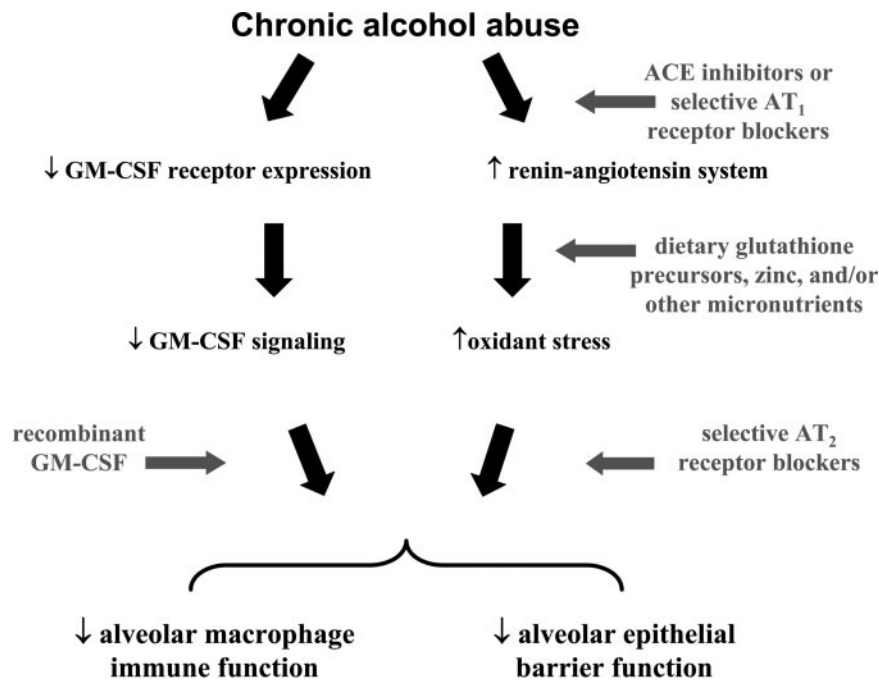 Chronic alcohol abuse
ACE inhibitors or
selective AT₁
receptor blockers
↓ GM-CSF receptor expression
↑ renin-angiotensin system
dietary glutathione
precursors, zinc, and/or
other micronutrients
↓ GM-CSF signaling
↑oxidant stress
recombinant
GM-CSF
selective AT₂
receptor blockers
↓ alveolar macrophage
immune function
↓ alveolar epithelial
barrier function